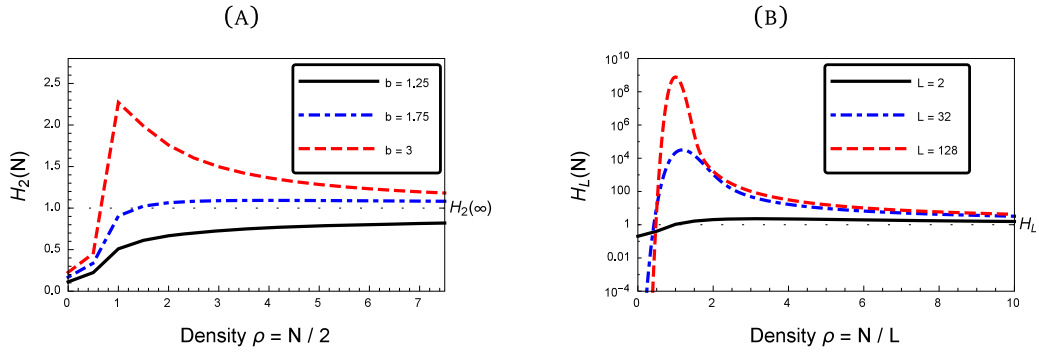 (A)
H2(N)
2.5
2.0
1.5
1.0
0.5
0.0
b = 1.25
b = 1.75
b = 3
H2(∞)
0 1 2 3 4 5 6 7
Density ρ = N / 2
(B)
HL(N)
10^10
10^8
10^6
10^4
100
1
0.01
10^-4
L = 2
L = 32
L = 128
HL
0 2 4 6 8 10
Density ρ = N / L